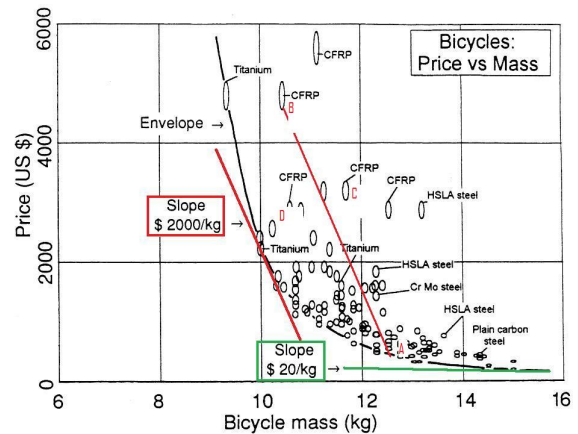 6000
Bicycles:
Price vs Mass
CFRP
Titanium
CFRP
B
Envelope →
4000
CFRP
CFRP
CFRP
C
HSLA steel
D
Slope
$ 2000/kg →
Titanium
Titanium
2000
HSLA steel
Cr Mo steel
HSLA steel
Plain carbon
steel
A
Slope
$ 20/kg →
0
6
8
10
12
14
16
Price (US $)
Bicycle mass (kg)